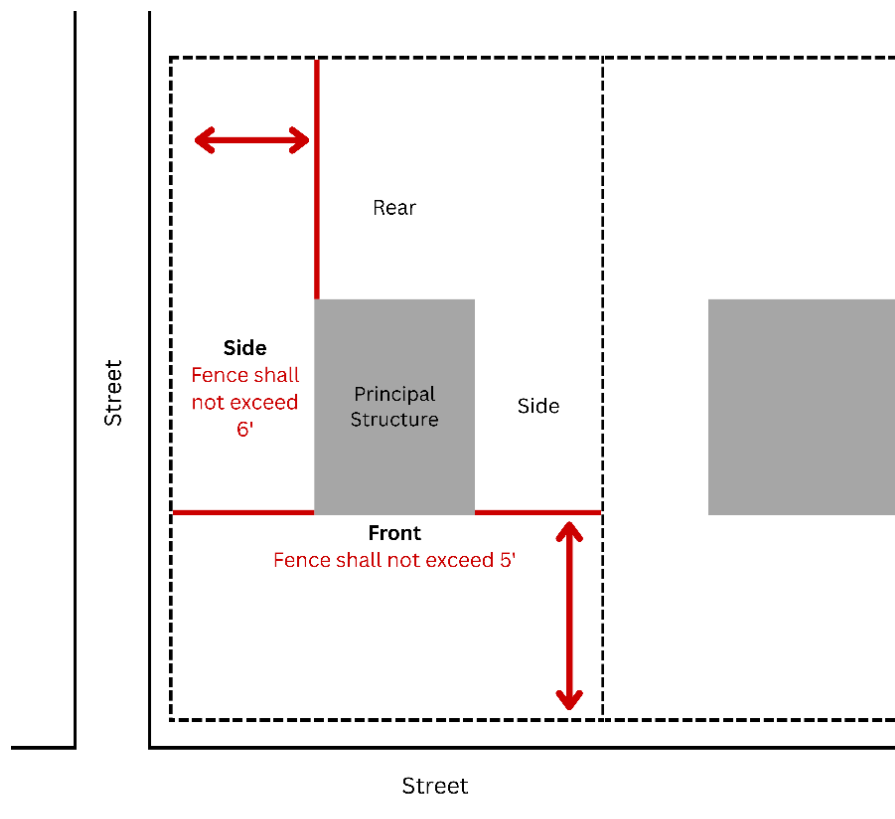 Rear
Side
Fence shall
not exceed
6'
Street
Principal
Structure
Side
Front
Fence shall not exceed 5'
Street